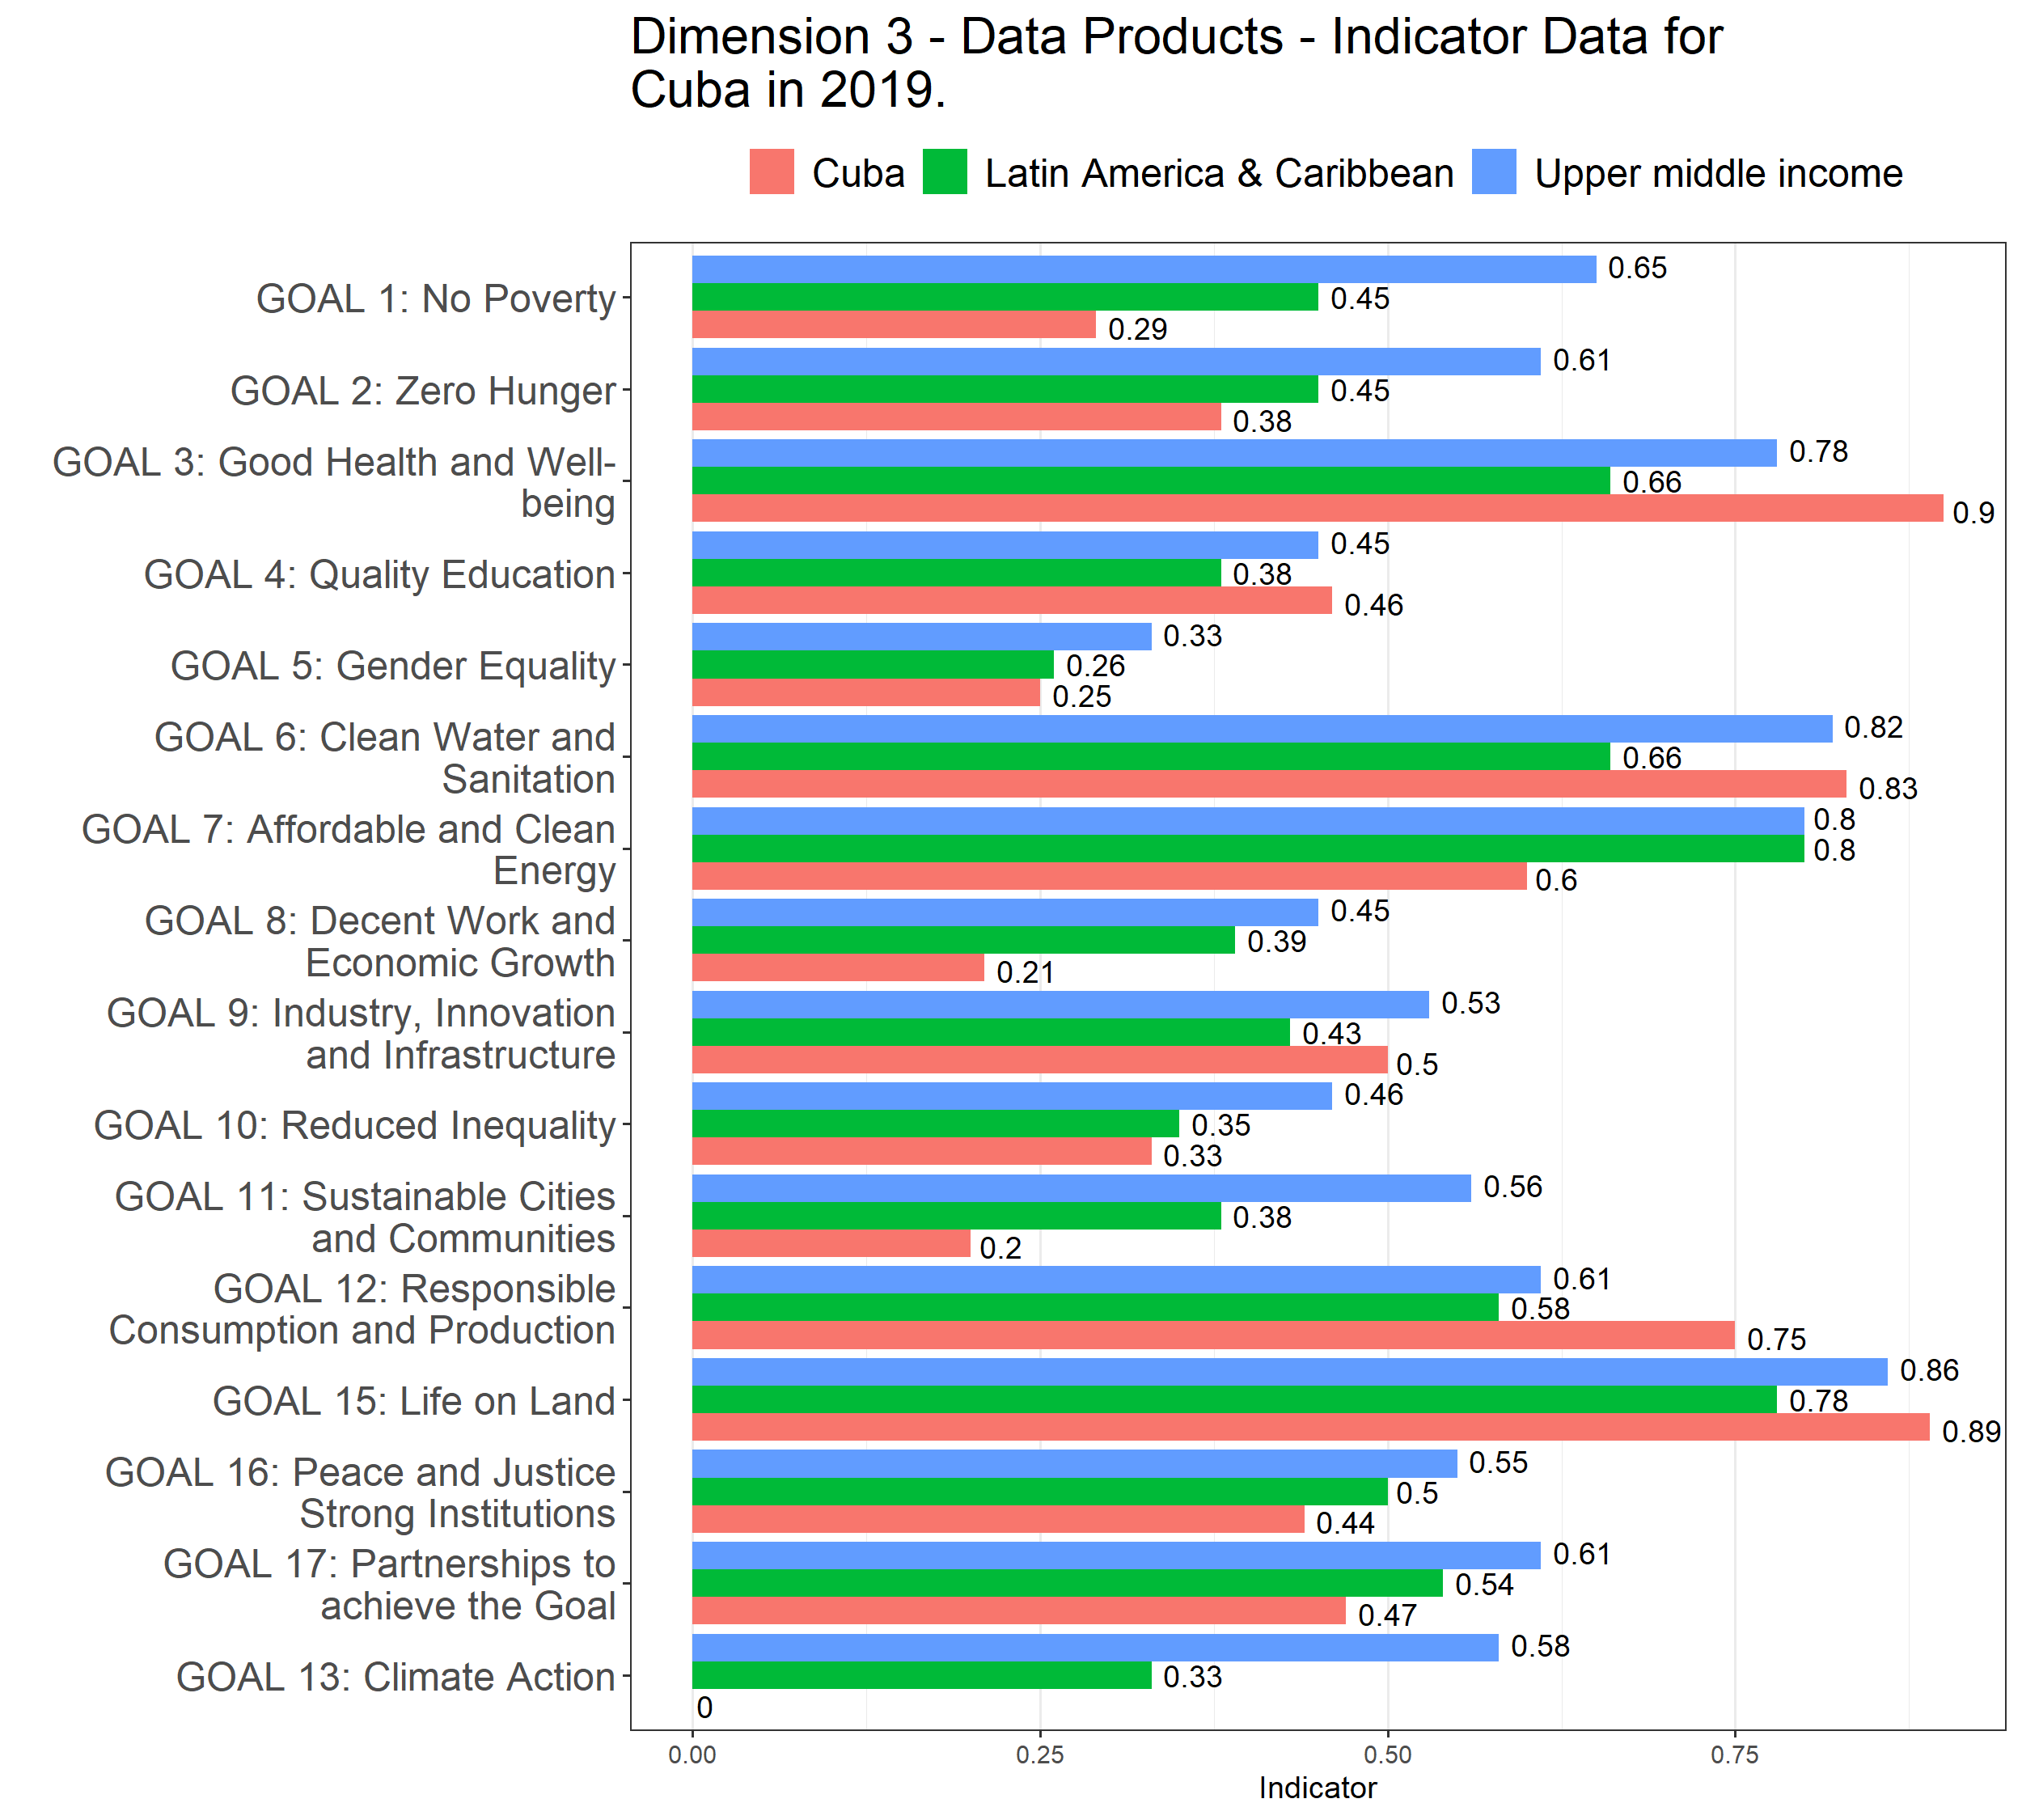 Dimension 3 - Data Products - Indicator Data for
Cuba in 2019.
Cuba
Latin America & Caribbean
Upper middle income
GOAL 1: No Poverty
0.65
0.45
0.29
GOAL 2: Zero Hunger
0.61
0.45
0.38
GOAL 3: Good Health and Well-
being
0.78
0.66
0.9
GOAL 4: Quality Education
0.45
0.38
0.46
GOAL 5: Gender Equality
0.33
0.26
0.25
GOAL 6: Clean Water and
Sanitation
0.82
0.66
0.83
GOAL 7: Affordable and Clean
Energy
0.8
0.8
0.6
GOAL 8: Decent Work and
Economic Growth
0.45
0.39
0.21
GOAL 9: Industry, Innovation
and Infrastructure
0.53
0.43
0.5
GOAL 10: Reduced Inequality
0.46
0.35
0.33
GOAL 11: Sustainable Cities
and Communities
0.56
0.38
0.2
GOAL 12: Responsible
Consumption and Production
0.61
0.58
0.75
GOAL 15: Life on Land
0.86
0.78
0.89
GOAL 16: Peace and Justice
Strong Institutions
0.55
0.5
0.44
GOAL 17: Partnerships to
achieve the Goal
0.61
0.54
0.47
GOAL 13: Climate Action
0.58
0.33
0
0.00
0.25
0.50
0.75
Indicator